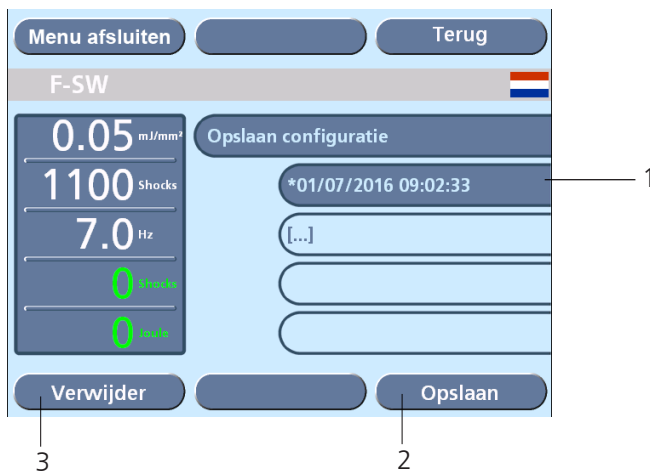 Menu afsluiten
Terug
F-SW
0.05 mJ/mm²
1100 Shocks
7.0 Hz
0 Shocks
0 Joule
Opslaan configuratie
*01/07/2016 09:02:33
[...]
1
Verwijder
Opslaan
3
2